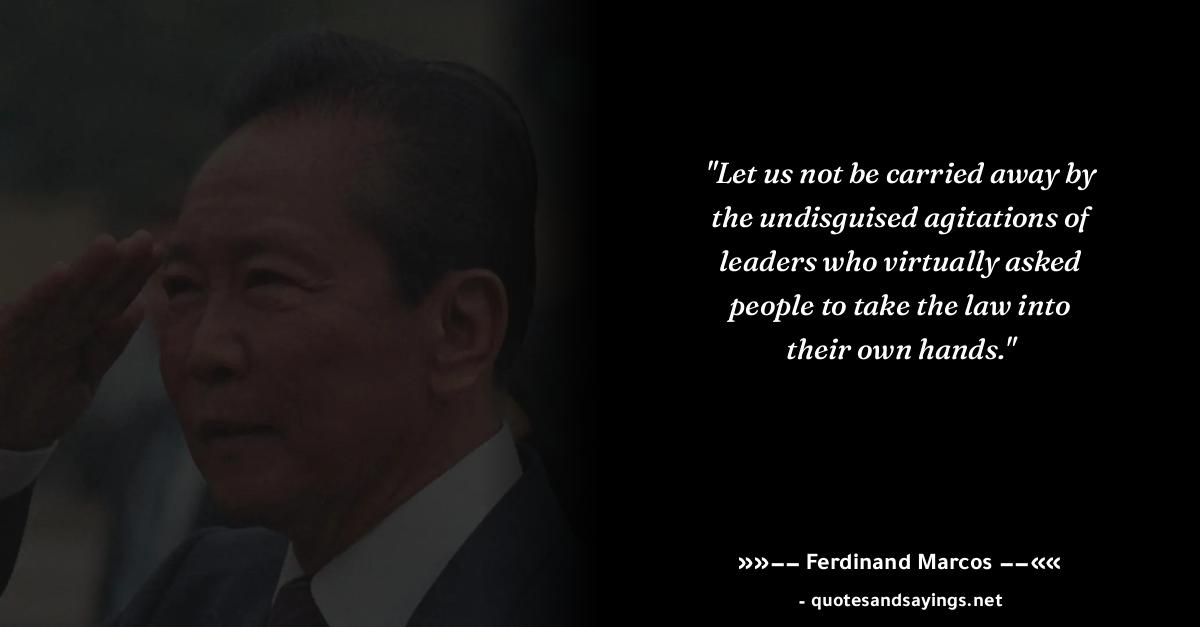 "Let us not be carried away by
the undisguised agitations of
leaders who virtually asked
people to take the law into
their own hands."
»»−− Ferdinand Marcos −−««
- quotesandsayings.net